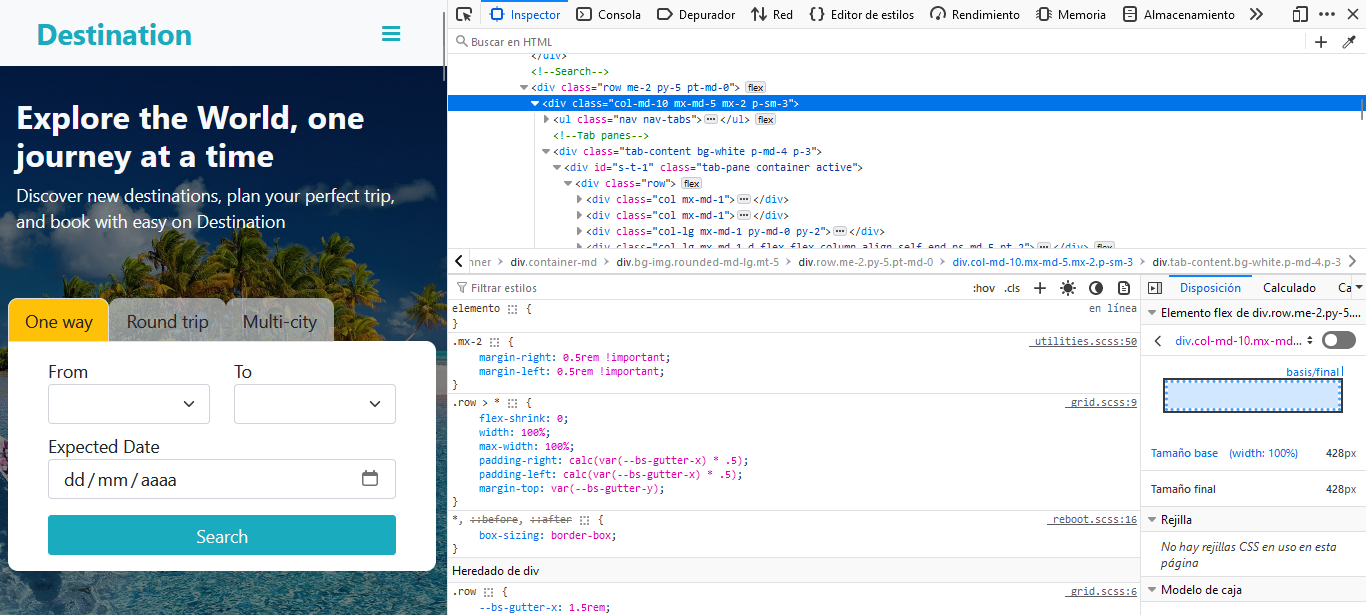 Destination
Explore the World, one
journey at a time
Discover new destinations, plan your perfect trip,
and book with easy on Destination
One way
Round trip
Multi-city
From
To
Expected Date
dd/mm/aaaa
Search
Inspector
Consola
Depurador
Red
{} Editor de estilos
Rendimiento
Memoria
Almacenamiento
Buscar en HTML
</div>
<!--Search-->
<div class="row me-2 py-5 pt-md-0"> flex
<div class="col-md-10 mx-md-5 mx-2 p-sm-3">
<ul class="nav nav-tabs"> ••• </ul> flex
<!--Tab panes-->
<div class="tab-content bg-white p-md-4 p-3">
<div id="s-t-1" class="tab-pane container active">
<div class="row"> flex
<div class="col mx-md-1"> ••• </div>
<div class="col mx-md-1"> ••• </div>
<div class="col-lg mx-md-1 py-md-0 py-2"> ••• </div>
<div class="col-lg mx-md-1 d-flex flex-column align-self-end ps-md-5 pt-2"> ••• </div> flex
nner > div.container-md > div.bg-img.rounded-md-lg.mt-5 > div.row.me-2.py-5.pt-md-0 > div.col-md-10.mx-md-5.mx-2.p-sm-3 > div.tab-content.bg-white.p-md-4.p-3
Filtrar estilos
:hov .cls
elemento {
en línea
}
.mx-2 {
_utilities.scss:50
margin-right: 0.5rem !important;
margin-left: 0.5rem !important;
}
.row > * {
_grid.scss:9
flex-shrink: 0;
width: 100%;
max-width: 100%;
padding-right: calc(var(--bs-gutter-x) * .5);
padding-left: calc(var(--bs-gutter-x) * .5);
margin-top: var(--bs-gutter-y);
}
*, ::before, ::after {
_reboot.scss:16
box-sizing: border-box;
}
Heredado de div
.row {
_grid.scss:6
--bs-gutter-x: 1.5rem;
Disposición
Calculado
Ca
Elemento flex de div.row.me-2.py-5....
div.col-md-10.mx-md...
basis/final
Tamaño base (width: 100%) 428px
Tamaño final 428px
Rejilla
No hay rejillas CSS en uso en esta
página
Modelo de caja